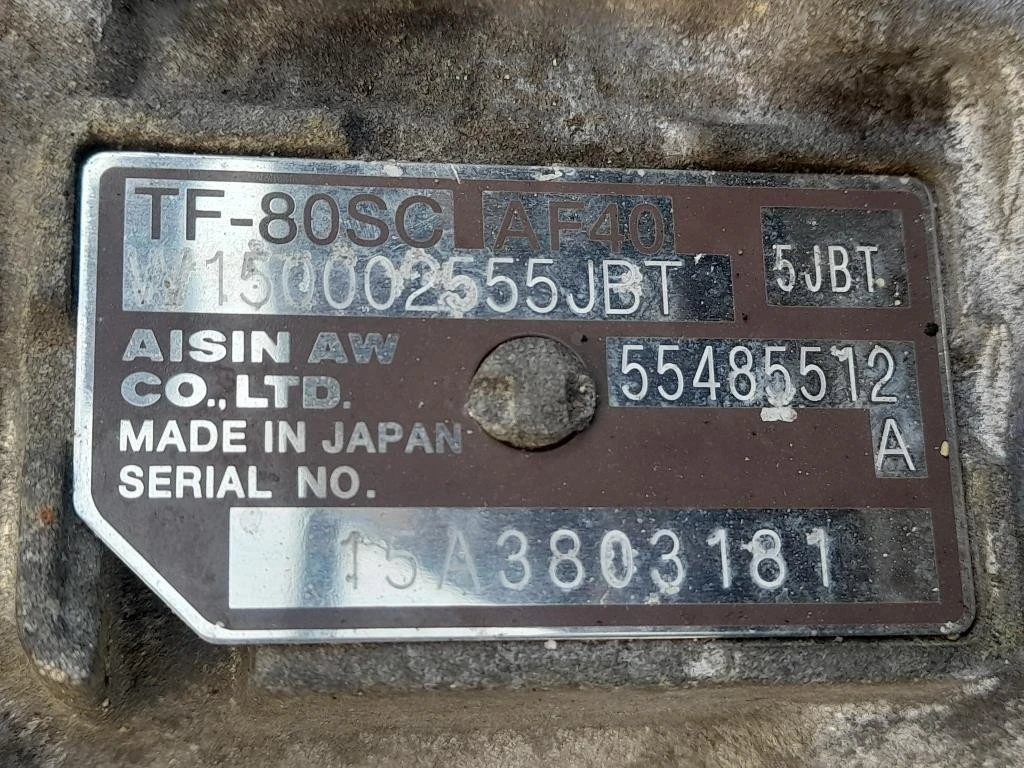 TF-80SC AF40
W150002555JBT
5JBT
AISIN AW
CO.,LTD.
55485512
A
MADE IN JAPAN
SERIAL NO.
15A3803181